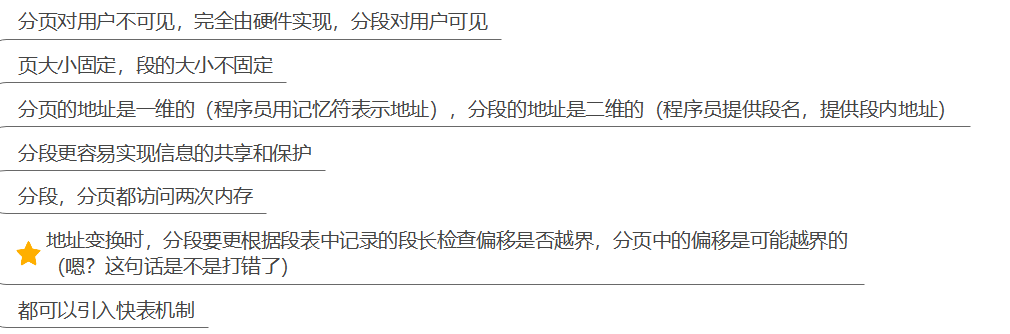 分页对用户不可见，完全由硬件实现，分段对用户可见
页大小固定，段的大小不固定
分页的地址是一维的（程序员用记忆符表示地址），分段的地址是二维的（程序员提供段名，提供段内地址）
分段更容易实现信息的共享和保护
分段，分页都访问两次内存
地址变换时，分段要更根据段表中记录的段长检查偏移是否越界，分页中的偏移是可能越界的
（嗯？这句话是不是打错了）
都可以引入快表机制